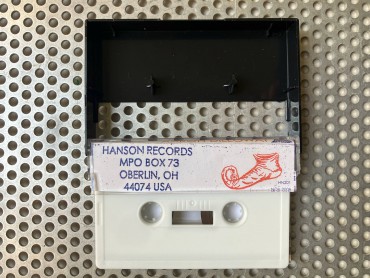 HANSON RECORDS
MPO BOX 73
OBERLIN, OH
44074 USA